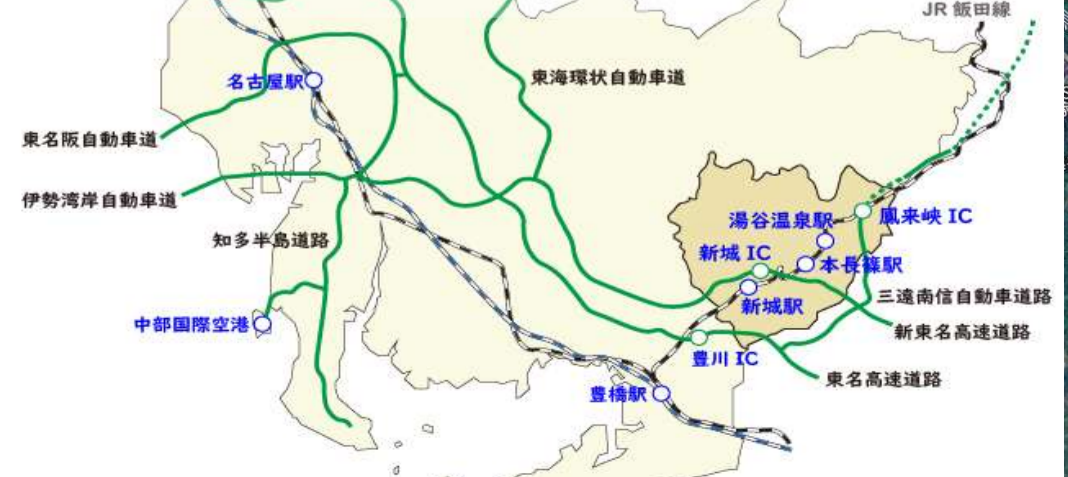 JR 飯田線
東海環状自動車道
名古屋駅
東名阪自動車道
伊勢湾岸自動車道
知多半島道路
湯谷温泉駅
鳳来峡 IC
新城 IC
本長篠駅
新城駅
三遠南信自動車道路
中部国際空港
新東名高速道路
豊川 IC
東名高速道路
豊橋駅